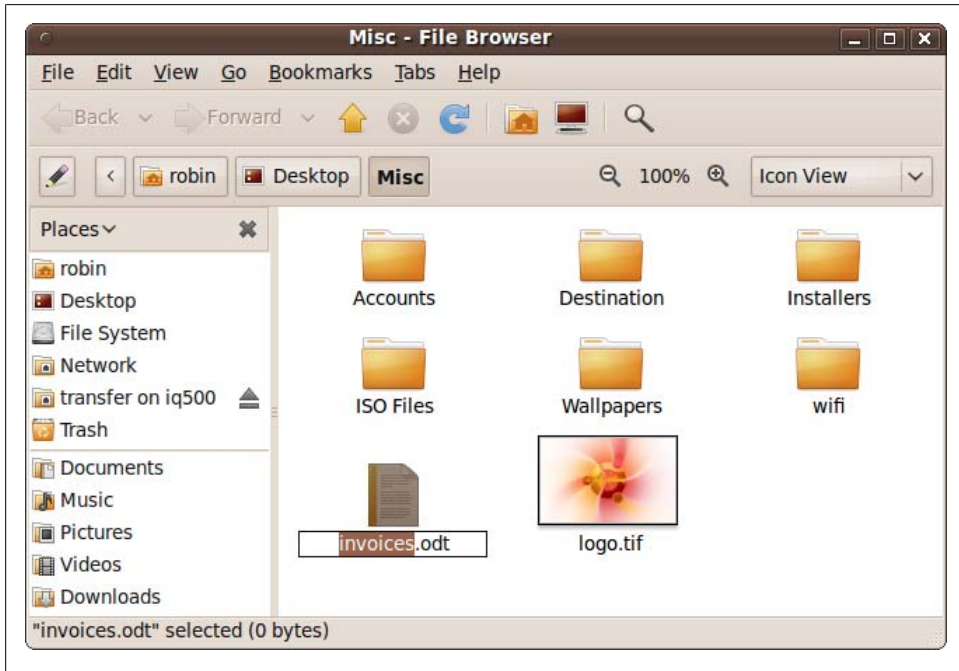 Misc - File Browser
File Edit View Go Bookmarks Tabs Help
Back Forward
robin Desktop Misc 100% Icon View
Places
robin
Desktop
File System
Network
transfer on iq500
Trash
Documents
Music
Pictures
Videos
Downloads
Accounts Destination Installers
ISO Files Wallpapers wifi
invoices.odt logo.tif
"invoices.odt" selected (0 bytes)